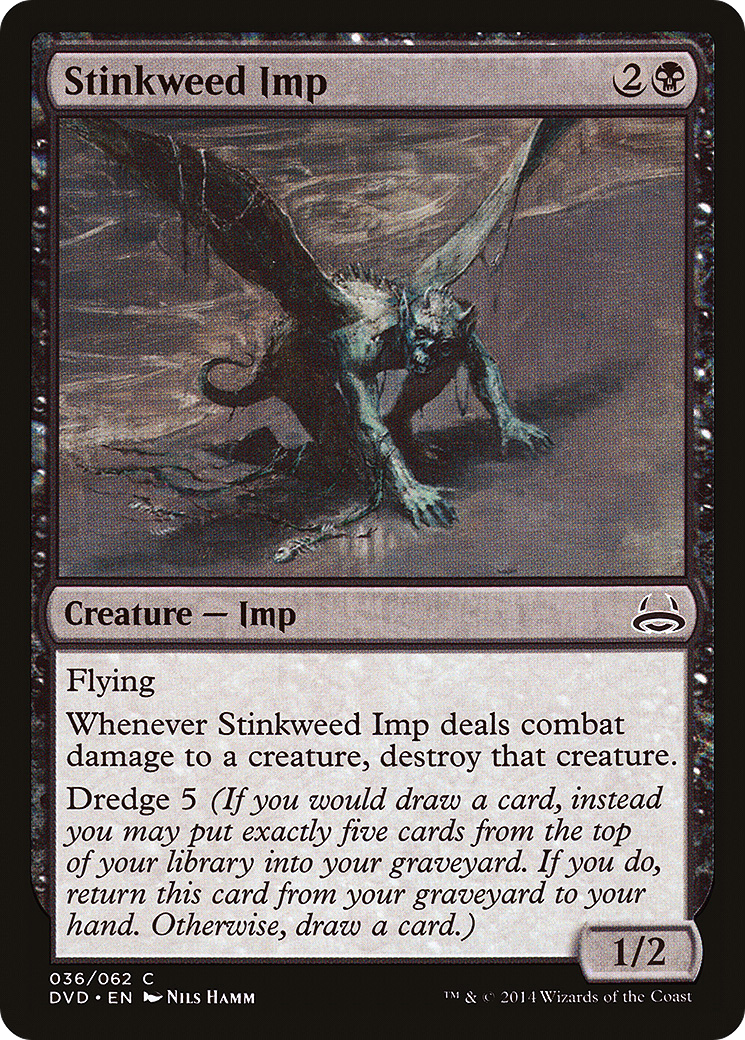 Stinkweed Imp 2
Creature — Imp
Flying
Whenever Stinkweed Imp deals combat
damage to a creature, destroy that creature.
Dredge 5 (If you would draw a card, instead
you may put exactly five cards from the top
of your library into your graveyard. If you do,
return this card from your graveyard to your
hand. Otherwise, draw a card.)
1/2
036/062 C
DVD • EN Nils Hamm
™ & © 2014 Wizards of the Coast